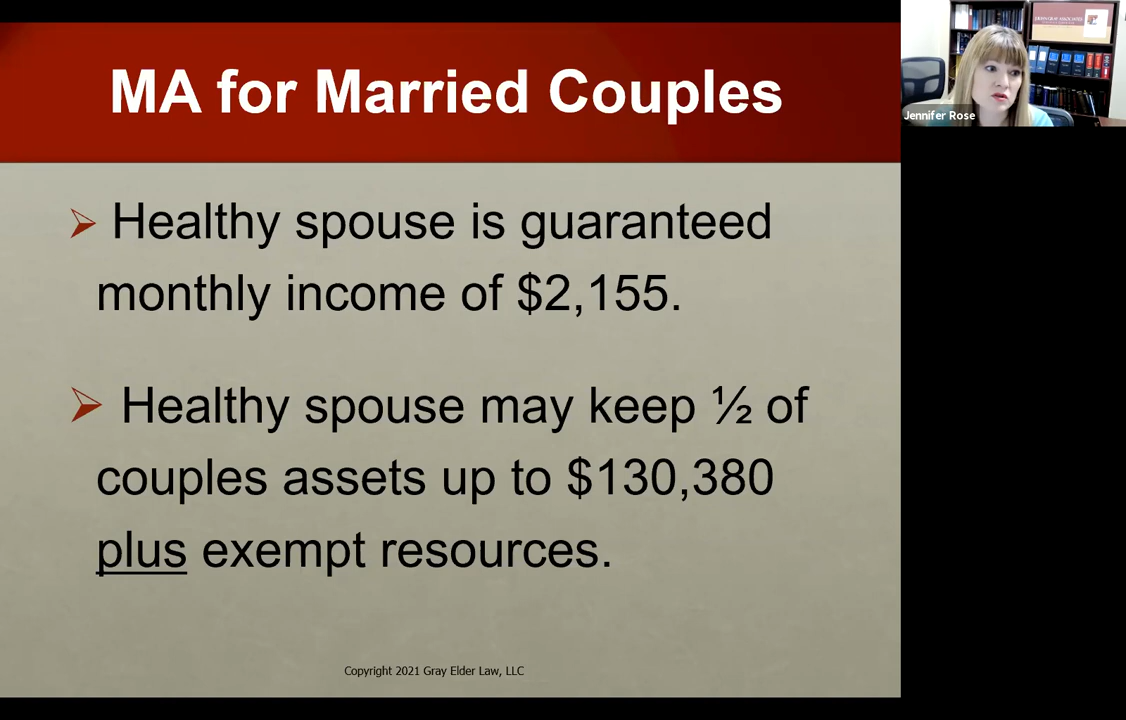 MA for Married Couples
Healthy spouse is guaranteed
monthly income of $2,155.
Healthy spouse may keep ½ of
couples assets up to $130,380
plus exempt resources.
Copyright 2021 Gray Elder Law, LLC
Jennifer Rose